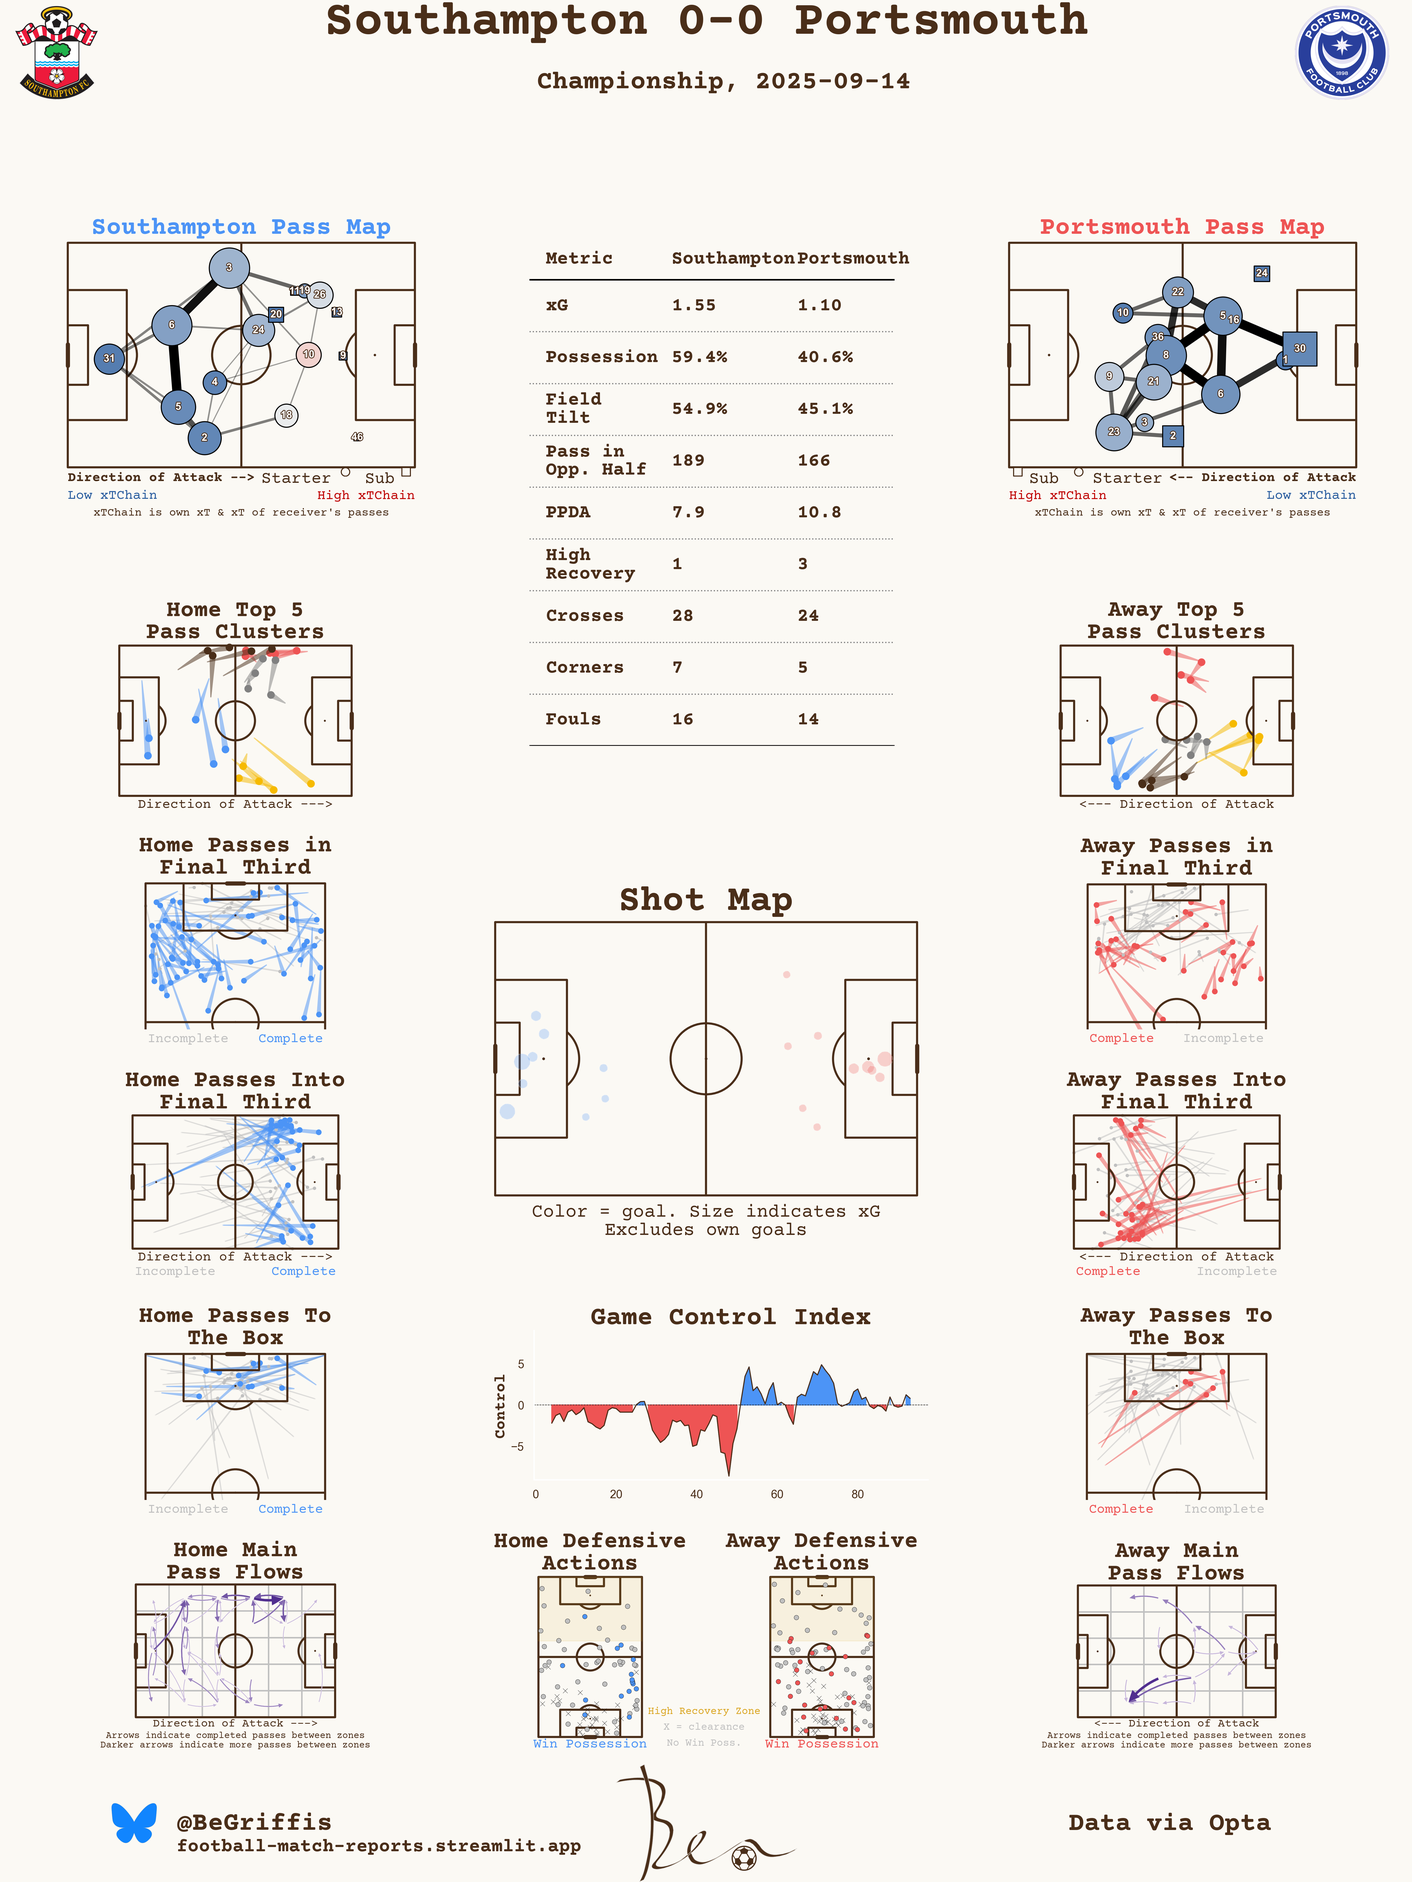 Southampton 0-0 Portsmouth
Championship, 2025-09-14
SOUTHAMPTON FC
PORTSMOUTH
1898
FOOTBALL CLUB
Southampton Pass Map
3
11
19
26
13
20
24
6
10
9
31
4
5
18
2
46
Direction of Attack --> Starter Sub
Low xTChain High xTChain
xTChain is own xT & xT of receiver's passes
Metric Southampton Portsmouth
xG 1.55 1.10
Possession 59.4% 40.6%
Field
Tilt 54.9% 45.1%
Pass in
Opp. Half 189 166
PPDA 7.9 10.8
High
Recovery 1 3
Crosses 28 24
Corners 7 5
Fouls 16 14
Portsmouth Pass Map
24
22
10
5
16
36
8
30
1
9
21
6
3
23
2
Sub Starter <-- Direction of Attack
High xTChain Low xTChain
xTChain is own xT & xT of receiver's passes
Home Top 5
Pass Clusters
Direction of Attack --->
Away Top 5
Pass Clusters
<--- Direction of Attack
Home Passes in
Final Third
Incomplete Complete
Away Passes in
Final Third
Complete Incomplete
Shot Map
Color = goal. Size indicates xG
Excludes own goals
Home Passes Into
Final Third
Direction of Attack --->
Incomplete Complete
Away Passes Into
Final Third
<--- Direction of Attack
Complete Incomplete
Home Passes To
The Box
Incomplete Complete
Game Control Index
Control
5
0
−5
0 20 40 60 80
Away Passes To
The Box
Complete Incomplete
Home Main
Pass Flows
Direction of Attack --->
Arrows indicate completed passes between zones
Darker arrows indicate more passes between zones
Home Defensive
Actions
Win Possession
Away Defensive
Actions
Win Possession
High Recovery Zone
X = clearance
No Win Poss.
Away Main
Pass Flows
<--- Direction of Attack
Arrows indicate completed passes between zones
Darker arrows indicate more passes between zones
@BeGriffis
football-match-reports.streamlit.app
Ben
Data via Opta